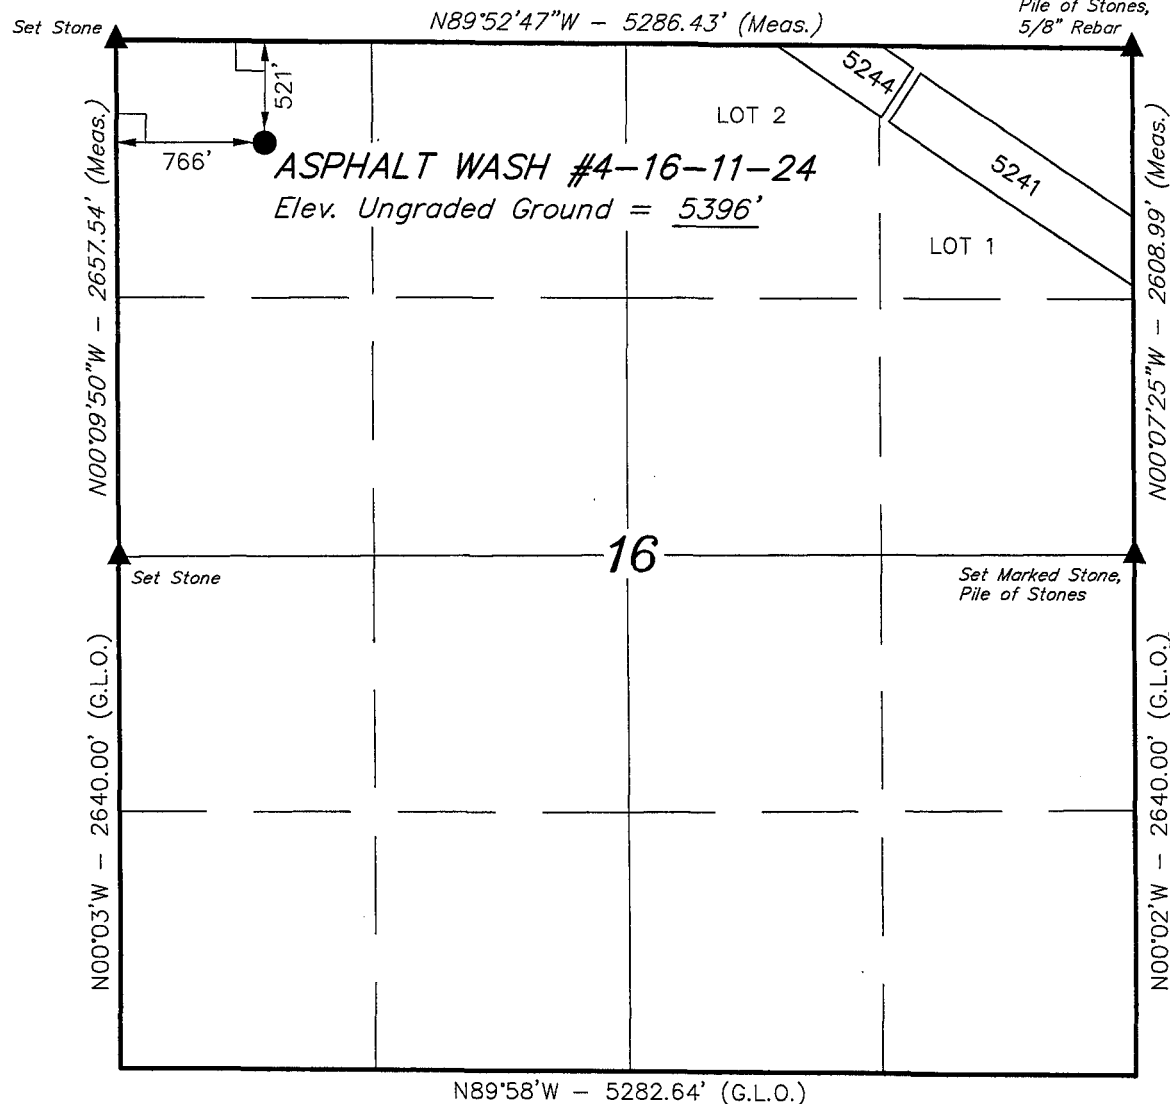 Pile of Stones,
5/8" Rebar
Set Stone
N89°52'47"W - 5286.43' (Meas.)
521'
766'
5244
LOT 2
5241
ASPHALT WASH #4-16-11-24
Elev. Ungraded Ground = 5396'
LOT 1
N00°09'50"W - 2657.54' (Meas.)
N00°07'25"W - 2608.99' (Meas.)
16
Set Stone
Set Marked Stone,
Pile of Stones
N00°03'W - 2640.00' (G.L.O.)
N00°02'W - 2640.00' (G.L.O.)
N89°58'W - 5282.64' (G.L.O.)